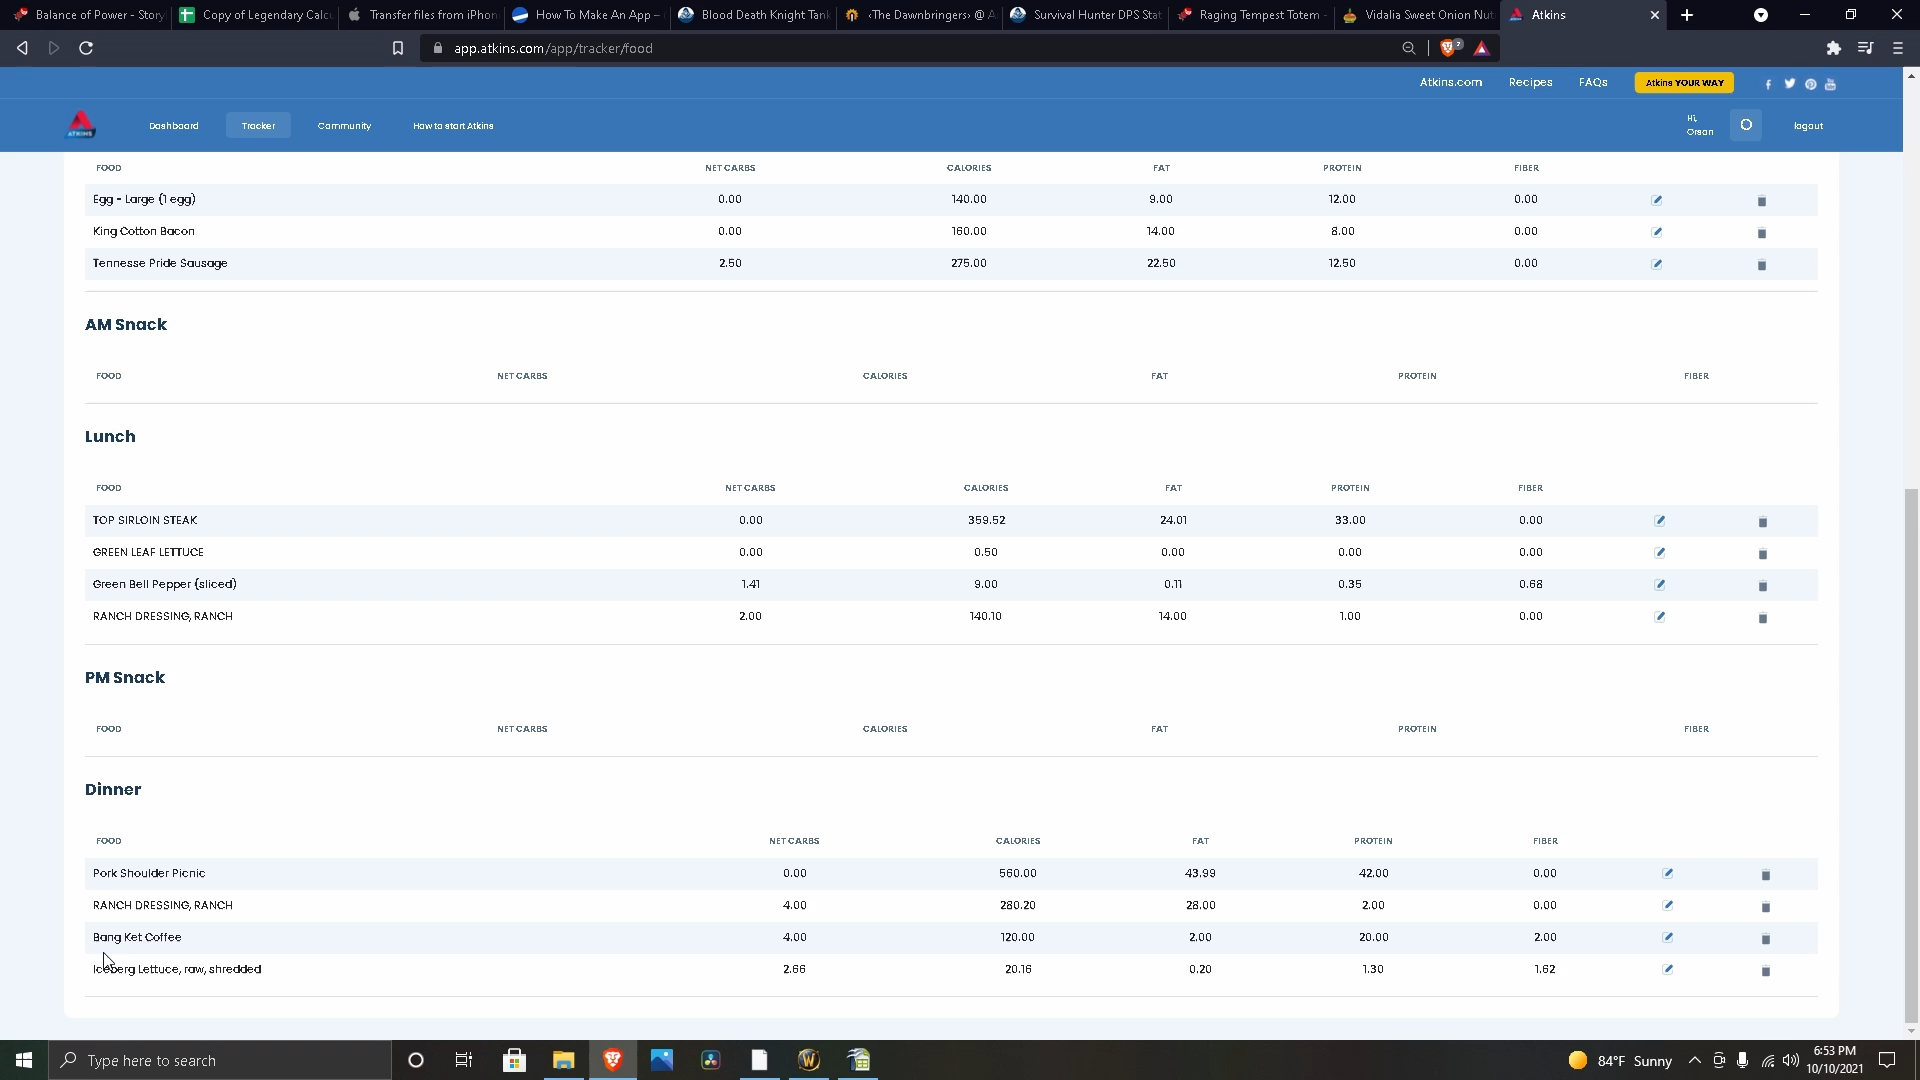 Balance of Power - Story
Copy of Legendary Calcu
Transfer files from iPhon
How To Make An App –
Blood Death Knight Tank
‹The Dawnbringers› @ A
Survival Hunter DPS Stat
Raging Tempest Totem -
Vidalia Sweet Onion Nut
Atkins
app.atkins.com/app/tracker/food
2
Atkins.com
Recipes
FAQs
Atkins YOUR WAY
ATKINS
Dashboard
Tracker
Community
How to start Atkins
Hi,
Orsan
logout
FOOD NET CARBS CALORIES FAT PROTEIN FIBER
Egg - Large (1 egg) 0.00 140.00 9.00 12.00 0.00
King Cotton Bacon 0.00 160.00 14.00 8.00 0.00
Tennesse Pride Sausage 2.50 275.00 22.50 12.50 0.00
AM Snack
FOOD NET CARBS CALORIES FAT PROTEIN FIBER
Lunch
FOOD NET CARBS CALORIES FAT PROTEIN FIBER
TOP SIRLOIN STEAK 0.00 359.52 24.01 33.00 0.00
GREEN LEAF LETTUCE 0.00 0.50 0.00 0.00 0.00
Green Bell Pepper (sliced) 1.41 9.00 0.11 0.35 0.68
RANCH DRESSING, RANCH 2.00 140.10 14.00 1.00 0.00
PM Snack
FOOD NET CARBS CALORIES FAT PROTEIN FIBER
Dinner
FOOD NET CARBS CALORIES FAT PROTEIN FIBER
Pork Shoulder Picnic 0.00 560.00 43.99 42.00 0.00
RANCH DRESSING, RANCH 4.00 280.20 28.00 2.00 0.00
Bang Ket Coffee 4.00 120.00 2.00 20.00 2.00
Iceberg Lettuce, raw, shredded 2.66 20.16 0.20 1.30 1.62
Type here to search
84°F Sunny
6:53 PM
10/10/2021